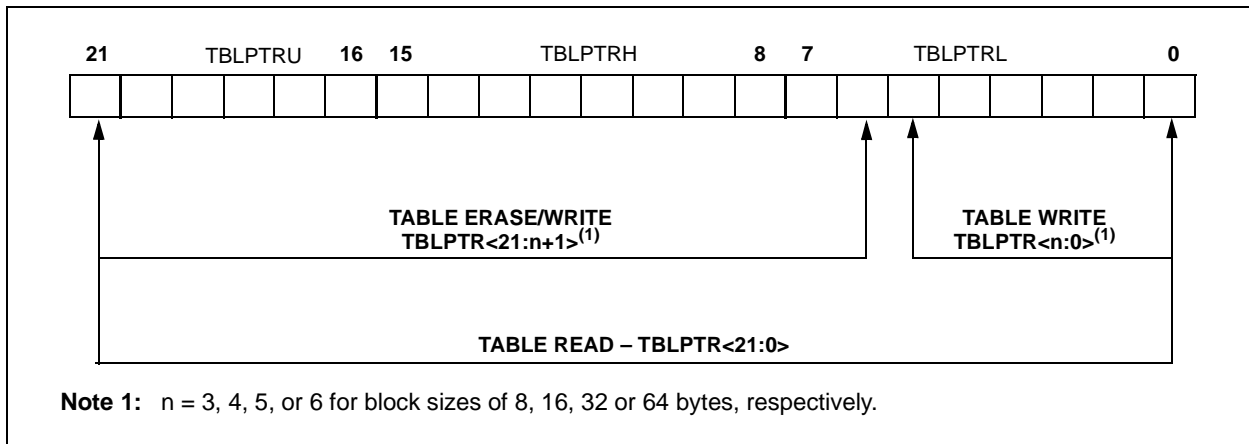 21 TBLPTRU 16 15 TBLPTRH 8 7 TBLPTRL 0
TABLE ERASE/WRITE
TBLPTR<21:n+1>(1)
TABLE WRITE
TBLPTR<n:0>(1)
TABLE READ – TBLPTR<21:0>
Note 1: n = 3, 4, 5, or 6 for block sizes of 8, 16, 32 or 64 bytes, respectively.